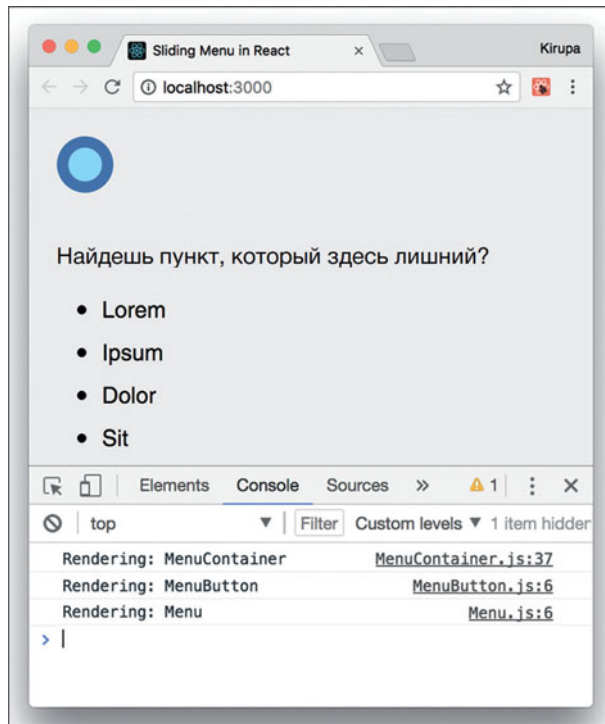 Sliding Menu in React
Kirupa
localhost:3000
Найдешь пункт, который здесь лишний?
• Lorem
• Ipsum
• Dolor
• Sit
Elements Console Sources » 1
top Filter Custom levels 1 item hidden
Rendering: MenuContainer MenuContainer.js:37
Rendering: MenuButton MenuButton.js:6
Rendering: Menu Menu.js:6
>